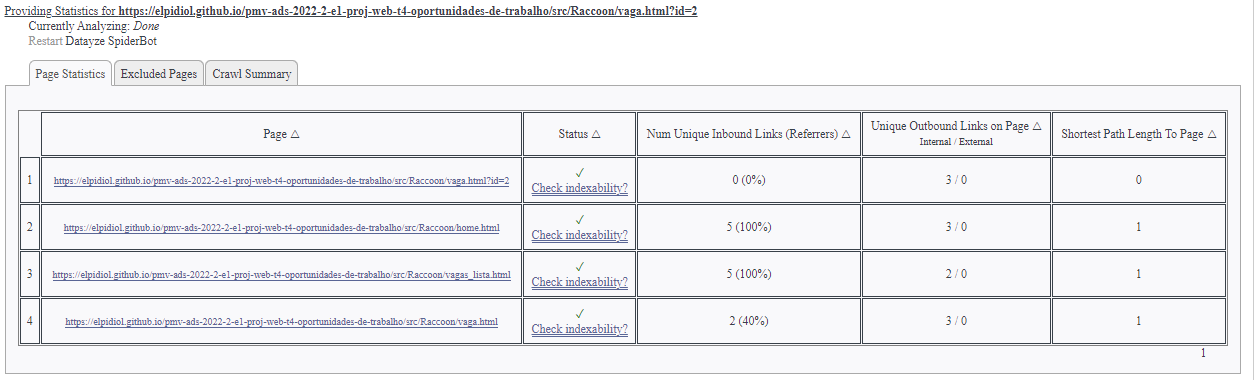 Providing Statistics for https://elpidiol.github.io/pmv-ads-2022-2-e1-proj-web-t4-oportunidades-de-trabalho/src/Raccoon/vaga.html?id=2
Currently Analyzing: Done
Restart Datayze SpiderBot
Page Statistics Excluded Pages Crawl Summary
Page △ Status △ Num Unique Inbound Links (Referrers) △ Unique Outbound Links on Page △ Shortest Path Length To Page △
Internal / External
1 https://elpidiol.github.io/pmv-ads-2022-2-e1-proj-web-t4-oportunidades-de-trabalho/src/Raccoon/vaga.html?id=2 ✓ Check indexability? 0 (0%) 3 / 0 0
2 https://elpidiol.github.io/pmv-ads-2022-2-e1-proj-web-t4-oportunidades-de-trabalho/src/Raccoon/home.html ✓ Check indexability? 5 (100%) 3 / 0 1
3 https://elpidiol.github.io/pmv-ads-2022-2-e1-proj-web-t4-oportunidades-de-trabalho/src/Raccoon/vagas_lista.html ✓ Check indexability? 5 (100%) 2 / 0 1
4 https://elpidiol.github.io/pmv-ads-2022-2-e1-proj-web-t4-oportunidades-de-trabalho/src/Raccoon/vaga.html ✓ Check indexability? 2 (40%) 3 / 0 1
1